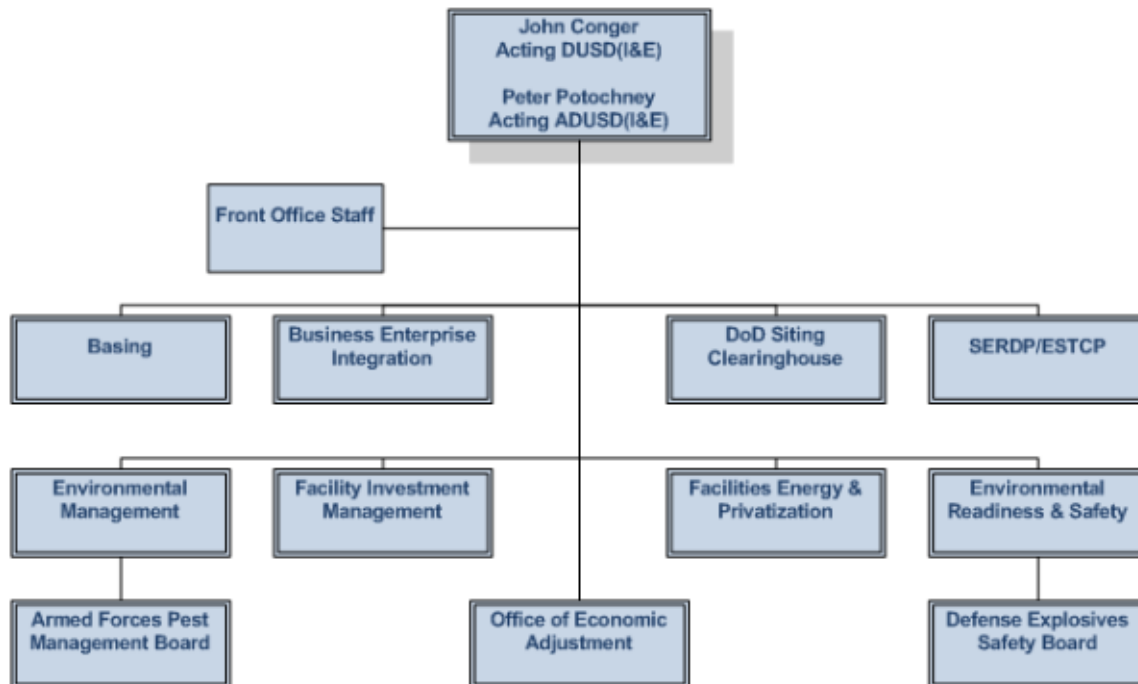 John Conger
Acting DUSD(I&E)
Peter Potochney
Acting ADUSD(I&E)
Front Office Staff
Basing
Business Enterprise
Integration
DoD Siting
Clearinghouse
SERDP/ESTCP
Environmental
Management
Facility Investment
Management
Facilities Energy &
Privatization
Environmental
Readiness & Safety
Armed Forces Pest
Management Board
Office of Economic
Adjustment
Defense Explosives
Safety Board